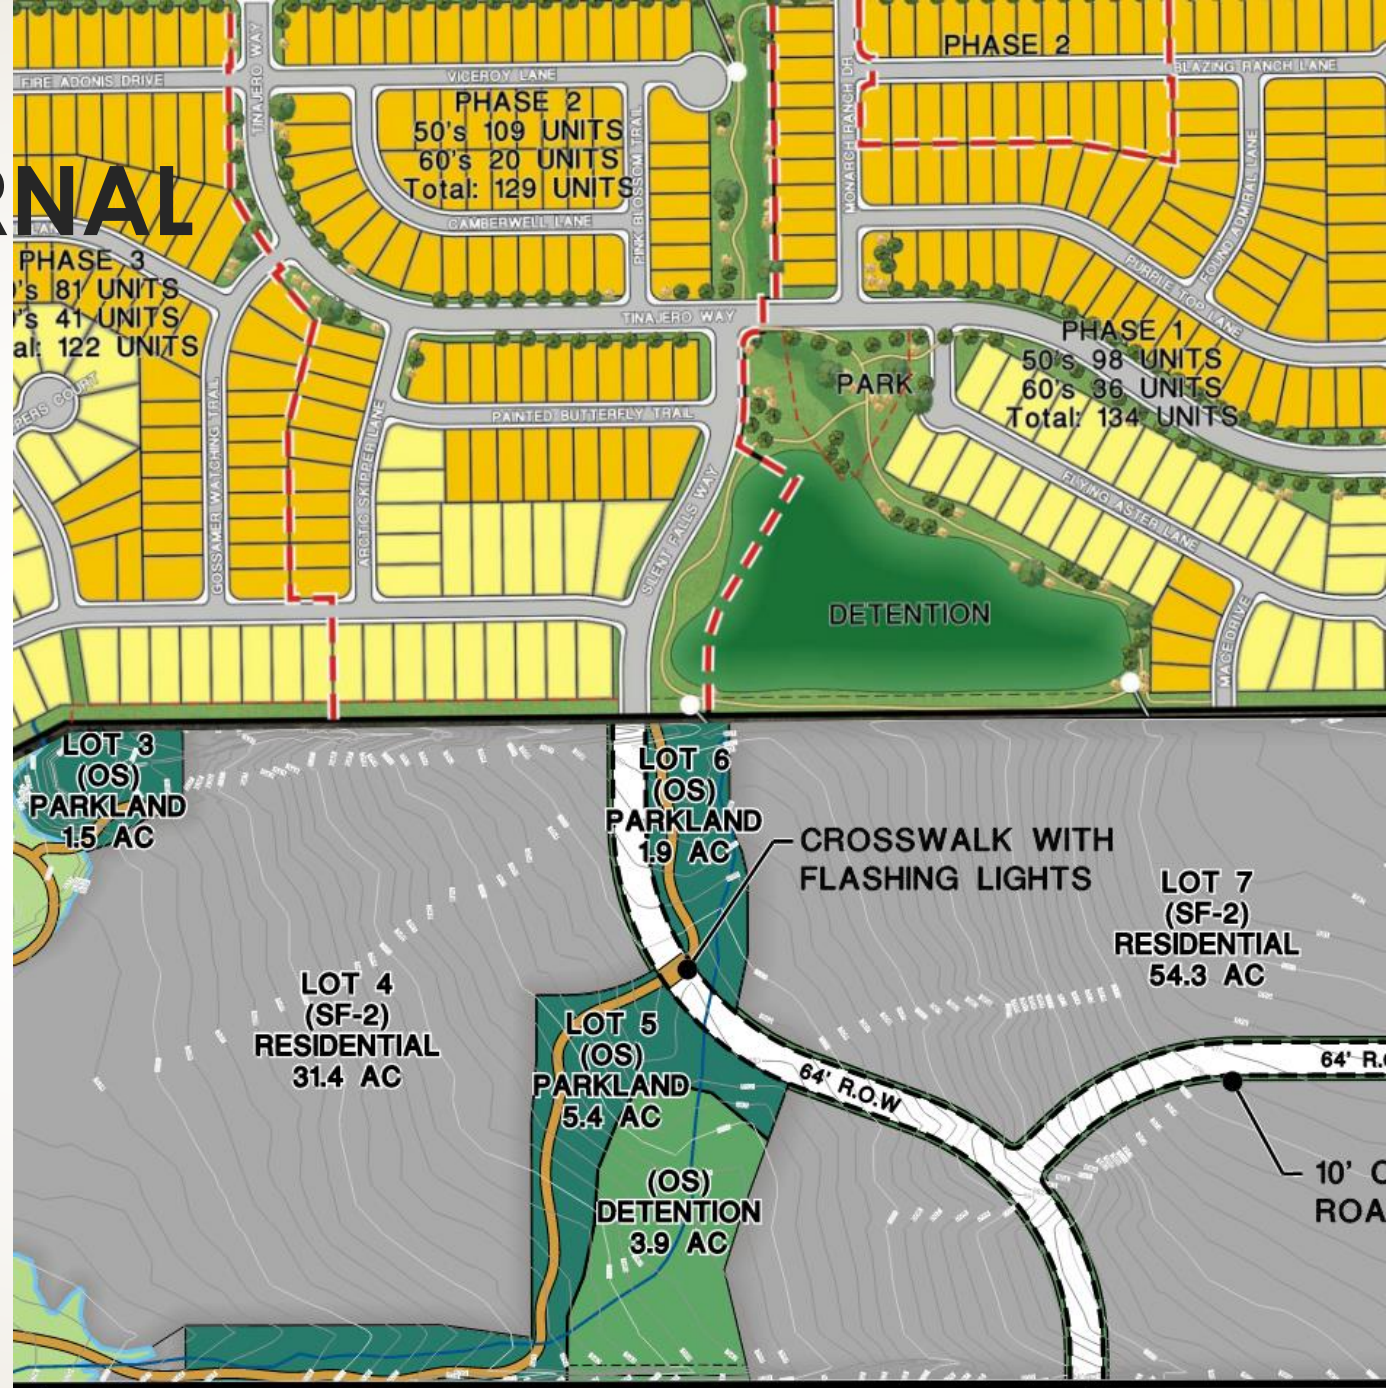 PHASE 2
TINAJERO WAY
FIRE ADONIS DRIVE
VICEROY LANE
MONARCH RANCH DR
BLAZING RANCH LANE
PHASE 2
50's 109 UNITS
60's 20 UNITS
Total: 129 UNITS
PINK BLOSSOM TRAIL
CAMBERWELL LANE
FOUND ADMIRAL LANE
PURPLE TOP LANE
RNAL
PHASE 3
's 81 UNITS
's 41 UNITS
al: 122 UNITS
TINAJERO WAY
PHASE 1
50's 98 UNITS
60's 36 UNITS
Total: 134 UNITS
PARK
PERS COURT
GOSSAMER WATCHING TRAIL
ARCTIC SKIPPER LANE
PAINTED BUTTERFLY TRAIL
SILENT FALLS WAY
FLYING ASTER LANE
DETENTION
MACE DRIVE
LOT 3
(OS)
PARKLAND
1.5 AC
LOT 6
(OS)
PARKLAND
1.9 AC
CROSSWALK WITH
FLASHING LIGHTS
LOT 7
(SF-2)
RESIDENTIAL
54.3 AC
LOT 4
(SF-2)
RESIDENTIAL
31.4 AC
LOT 5
(OS)
PARKLAND
5.4 AC
64' R.O.W
64' R.O
(OS)
DETENTION
3.9 AC
10' C
ROA